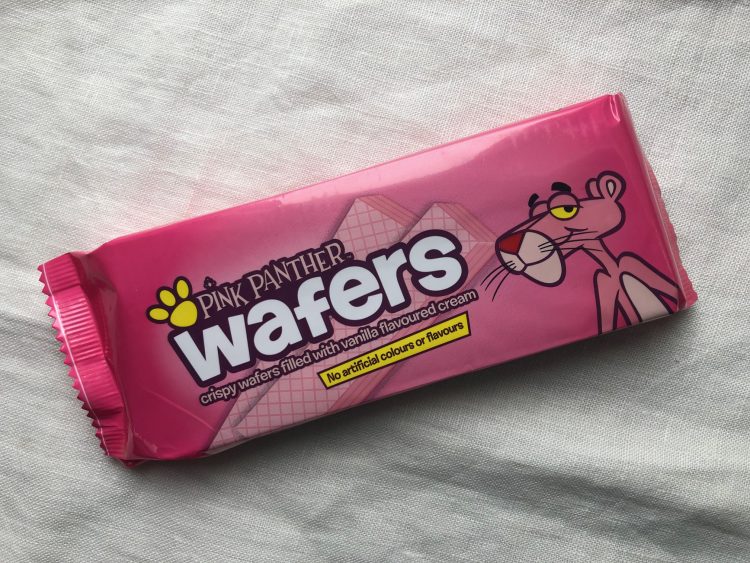 PINK PANTHER
wafers
crispy wafers filled with vanilla flavoured cream
No artificial colours or flavours